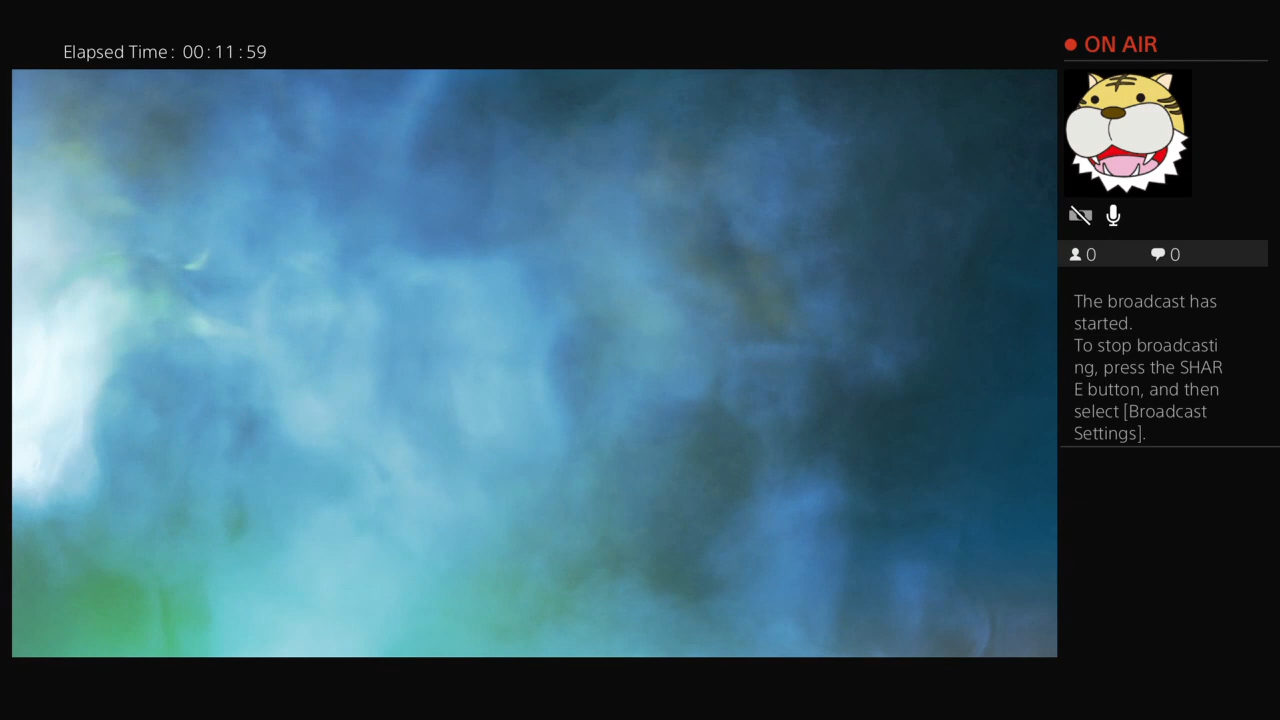 Elapsed Time: 00:11:59
ON AIR
0 0
The broadcast has
started.
To stop broadcasti
ng, press the SHAR
E button, and then
select [Broadcast
Settings].